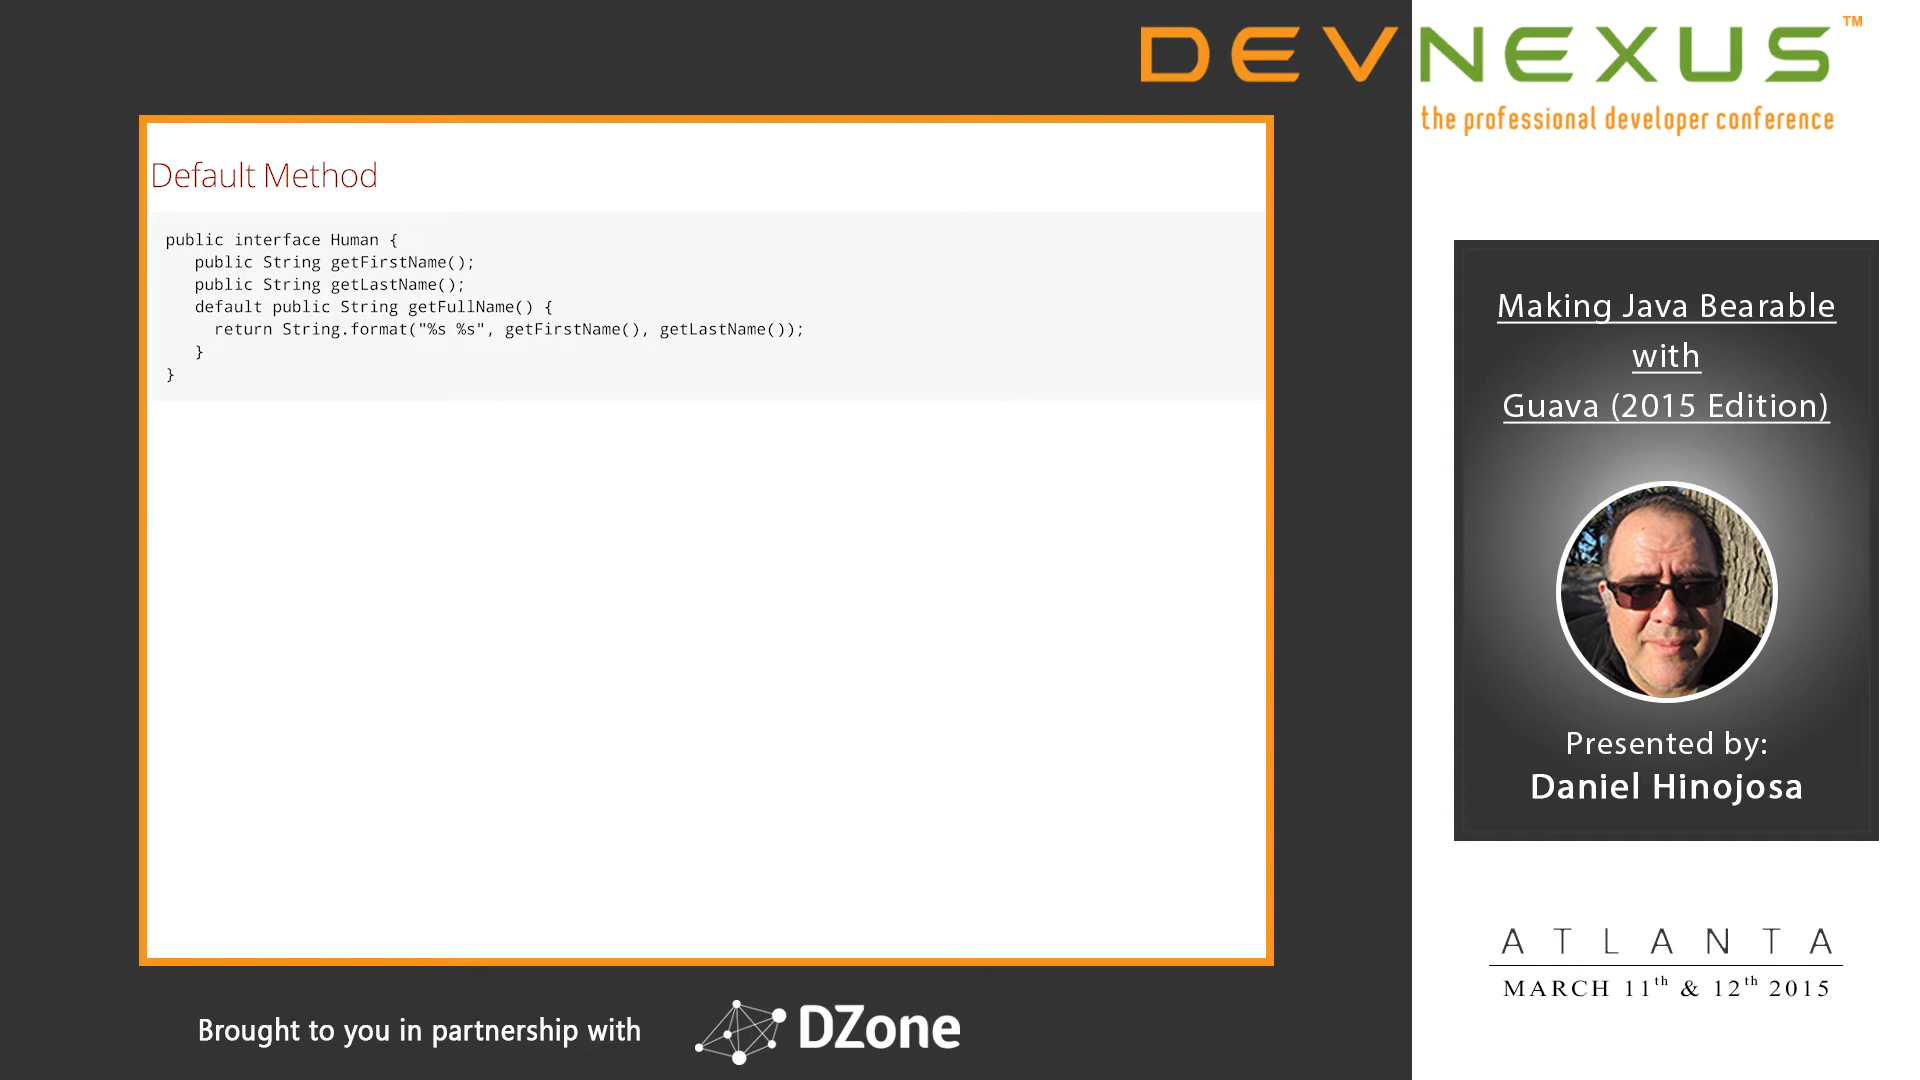 DEVNEXUS™
the professional developer conference
Default Method
public interface Human {
   public String getFirstName();
   public String getLastName();
   default public String getFullName() {
     return String.format("%s %s", getFirstName(), getLastName());
   }
}
Making Java Bearable
with
Guava (2015 Edition)
Presented by:
Daniel Hinojosa
ATLANTA
MARCH 11th & 12th 2015
Brought to you in partnership with
DZone